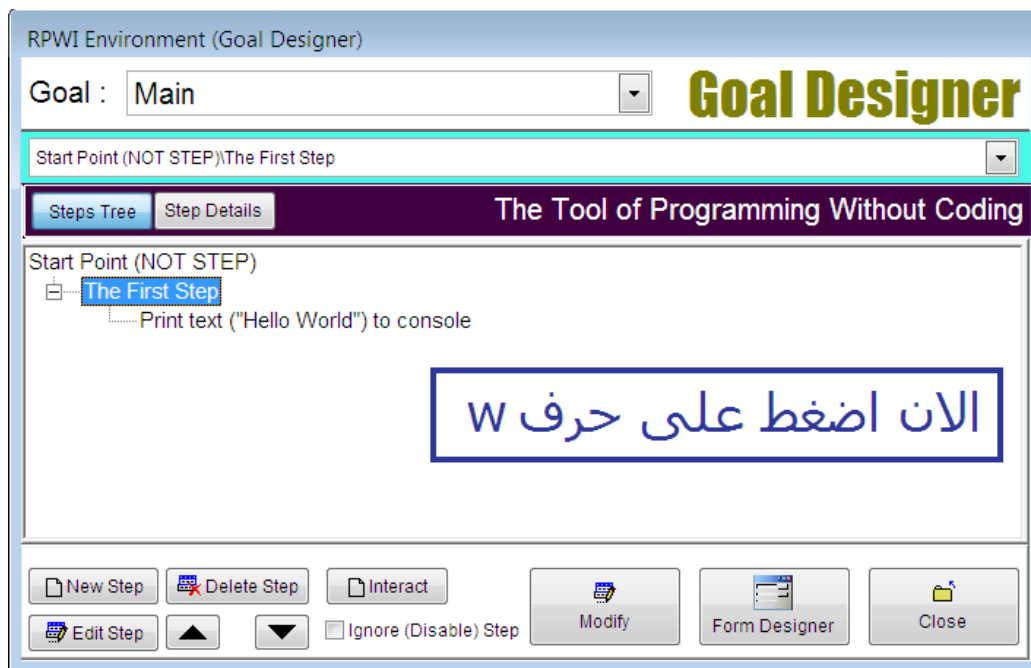 RPWI Environment (Goal Designer)
Goal : Main Goal Designer
Start Point (NOT STEP)\The First Step
Steps Tree Step Details The Tool of Programming Without Coding
Start Point (NOT STEP)
The First Step
Print text ("Hello World") to console
الان اضغط على حرف w
New Step Delete Step Interact
Edit Step Ignore (Disable) Step Modify Form Designer Close